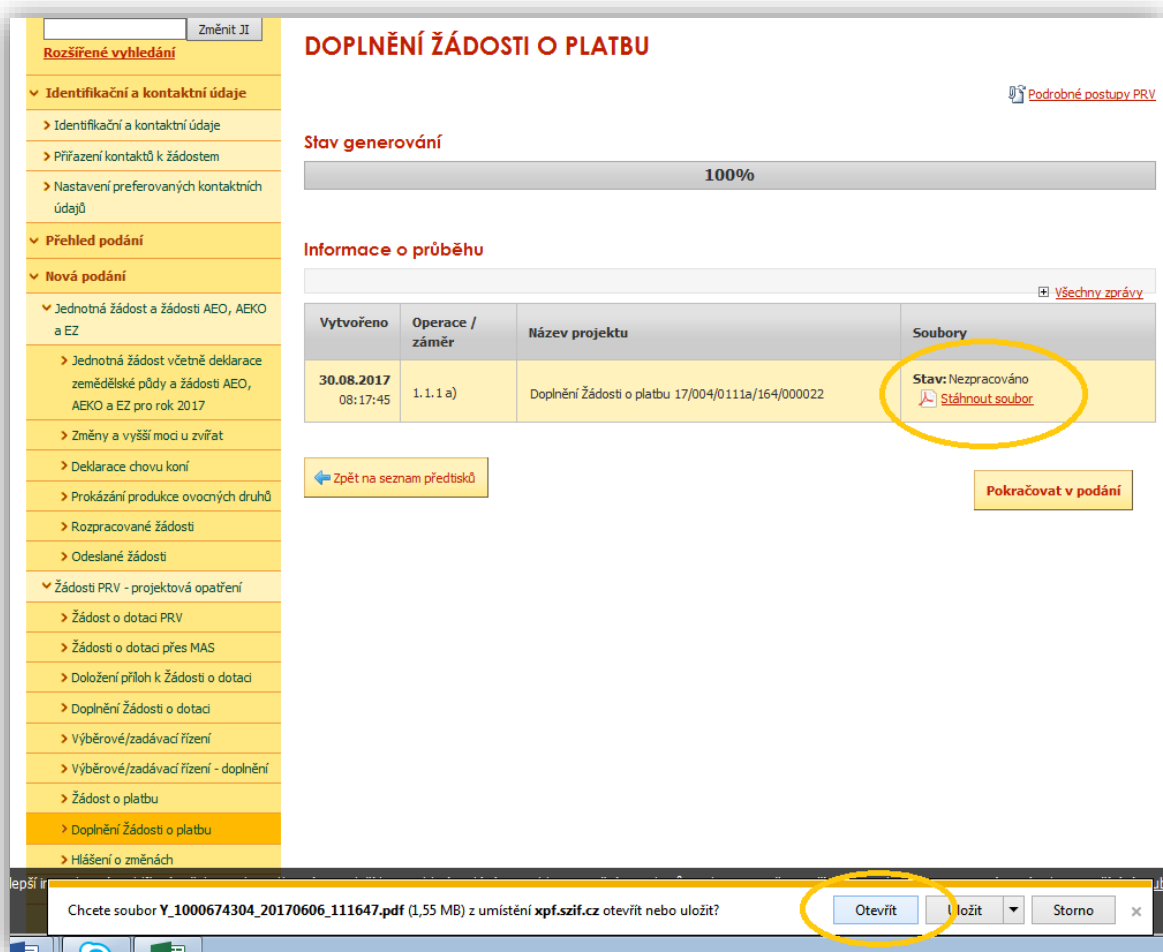 Změnit JI
Rozšířené vyhledání
Identifikační a kontaktní údaje
Identifikační a kontaktní údaje
Přiřazení kontaktů k žádostem
Nastavení preferovaných kontaktních
údajů
Přehled podání
Nová podání
Jednotná žádost a žádosti AEO, AEKO
a EZ
Jednotná žádost včetně deklarace
zemědělské půdy a žádosti AEO,
AEKO a EZ pro rok 2017
Změny a vyšší moci u zvířat
Deklarace chovu koní
Prokázání produkce ovocných druhů
Rozpracované žádosti
Odeslané žádosti
Žádosti PRV - projektová opatření
Žádost o dotaci PRV
Žádosti o dotaci přes MAS
Doložení příloh k Žádosti o dotaci
Doplnění Žádosti o dotaci
Výběrové/zadávací řízení
Výběrové/zadávací řízení - doplnění
Žádost o platbu
Doplnění Žádosti o platbu
Hlášení o změnách
DOPLNĚNÍ ŽÁDOSTI O PLATBU
Podrobné postupy PRV
Stav generování
100%
Informace o průběhu
Všechny zprávy
Vytvořeno Operace / záměr Název projektu Soubory
30.08.2017 08:17:45 1.1.1 a) Doplnění Žádosti o platbu 17/004/0111a/164/000022 Stav: Nezpracováno
Stáhnout soubor
Zpět na seznam předtisků
Pokračovat v podání
Chcete soubor Y_1000674304_20170606_111647.pdf (1,55 MB) z umístění xpf.szif.cz otevřít nebo uložit? Otevřít Uložit Storno